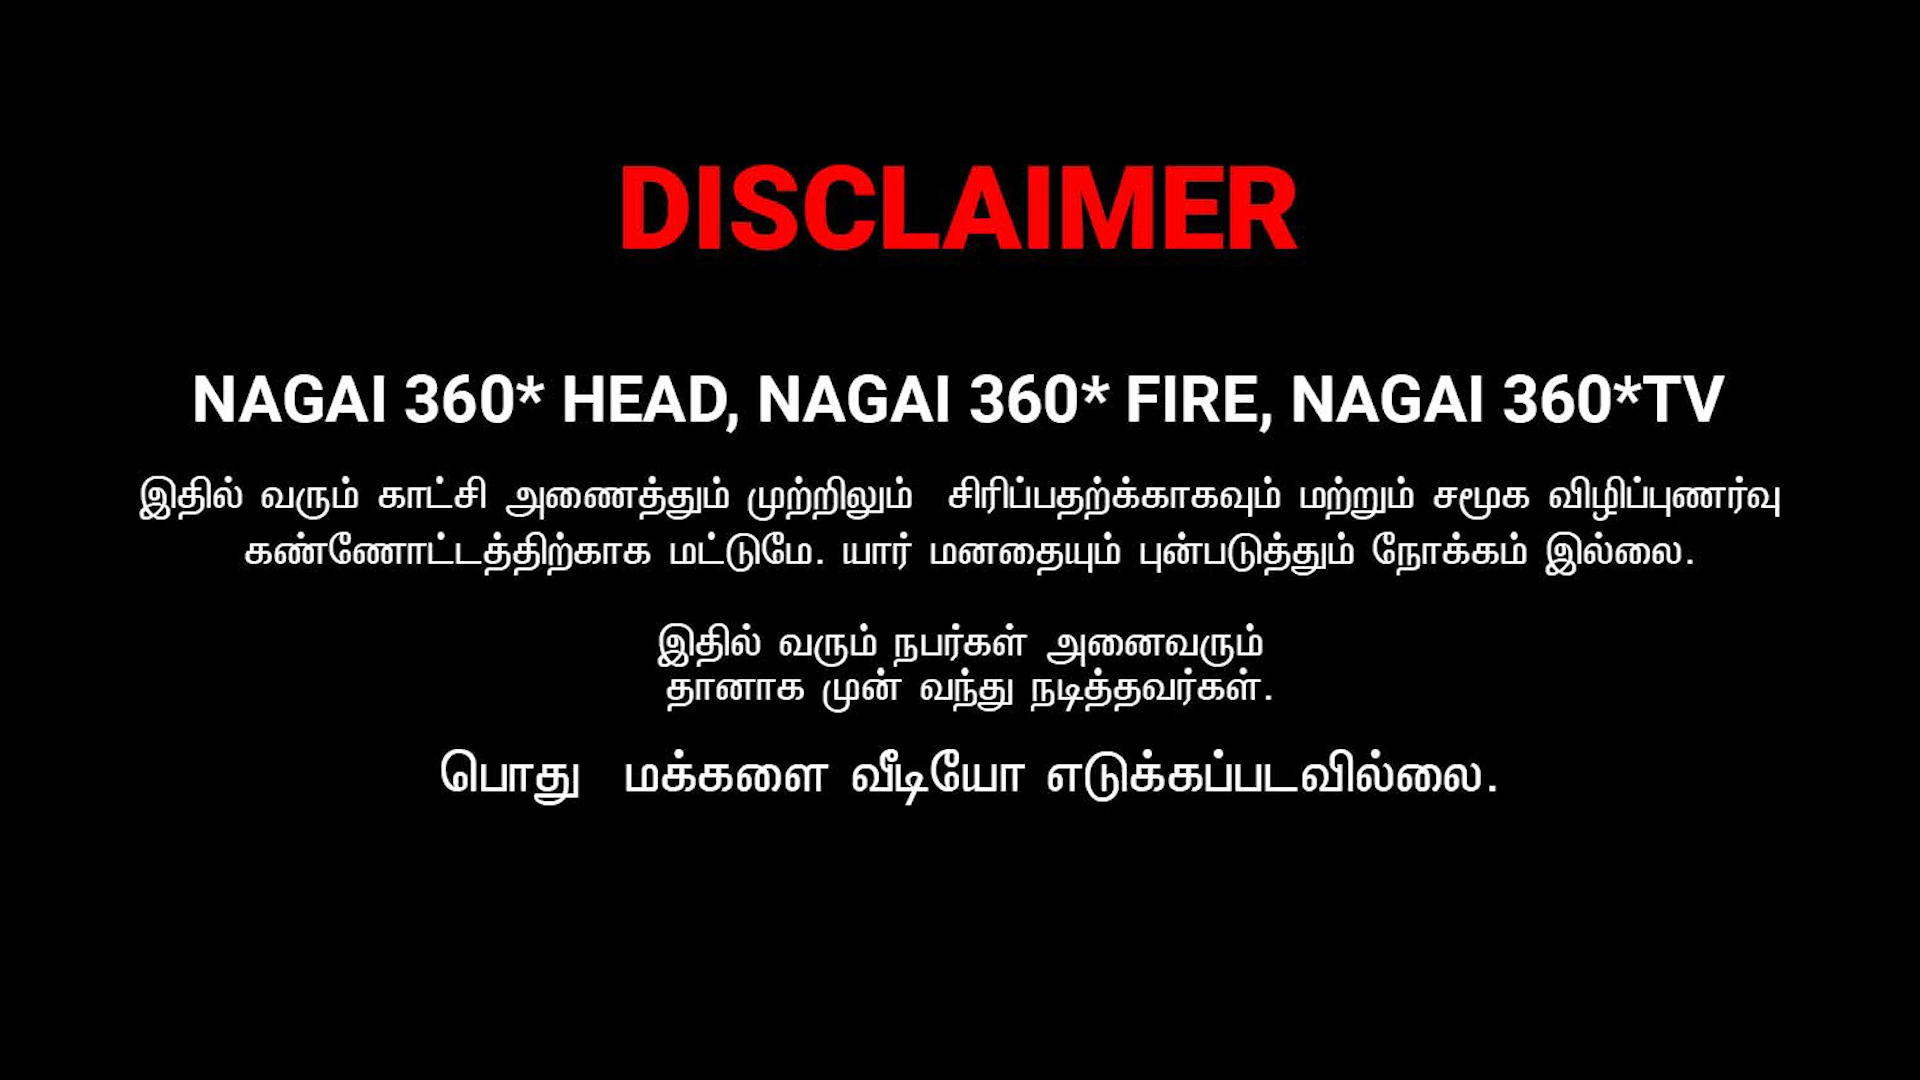 DISCLAIMER
NAGAI 360* HEAD, NAGAI 360* FIRE, NAGAI 360*TV
இதில் வரும் காட்சி அணைத்தும் முற்றிலும் சிரிப்பதற்க்காகவும் மற்றும் சமூக விழிப்புணர்வு
கண்ணோட்டத்திற்காக மட்டுமே. யார் மனதையும் புன்படுத்தும் நோக்கம் இல்லை.
இதில் வரும் நபர்கள் அனைவரும்
தானாக முன் வந்து நடித்தவர்கள்.
பொது மக்களை வீடியோ எடுக்கப்படவில்லை.